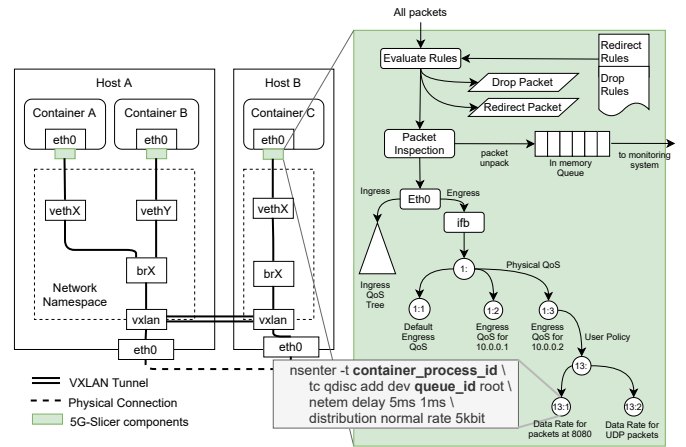 All packets
Evaluate Rules
Redirect
Rules
Drop
Rules
Drop Packet
Redirect Packet
Packet
Inspection
packet
unpack
In memory
Queue
to monitoring
system
Ingress
Eth0
Egress
ifb
Ingress
QoS
Tree
1:
Physical QoS
1:1
1:2
1:3
Default
Engress
QoS
Engress
QoS for
10.0.0.1
Engress
QoS for
10.0.0.2
User Policy
13:
13:1
13:2
Data Rate for
packets at 8080
Data Rate for
UDP packets
Host A
Container A
eth0
Container B
eth0
vethX
vethY
brX
Network
Namespace
vxlan
eth0
Host B
Container C
eth0
vethX
brX
vxlan
eth0
nsenter -t container_process_id \
tc qdisc add dev queue_id root \
netem delay 5ms 1ms \
distribution normal rate 5kbit
VXLAN Tunnel
Physical Connection
5G-Slicer components